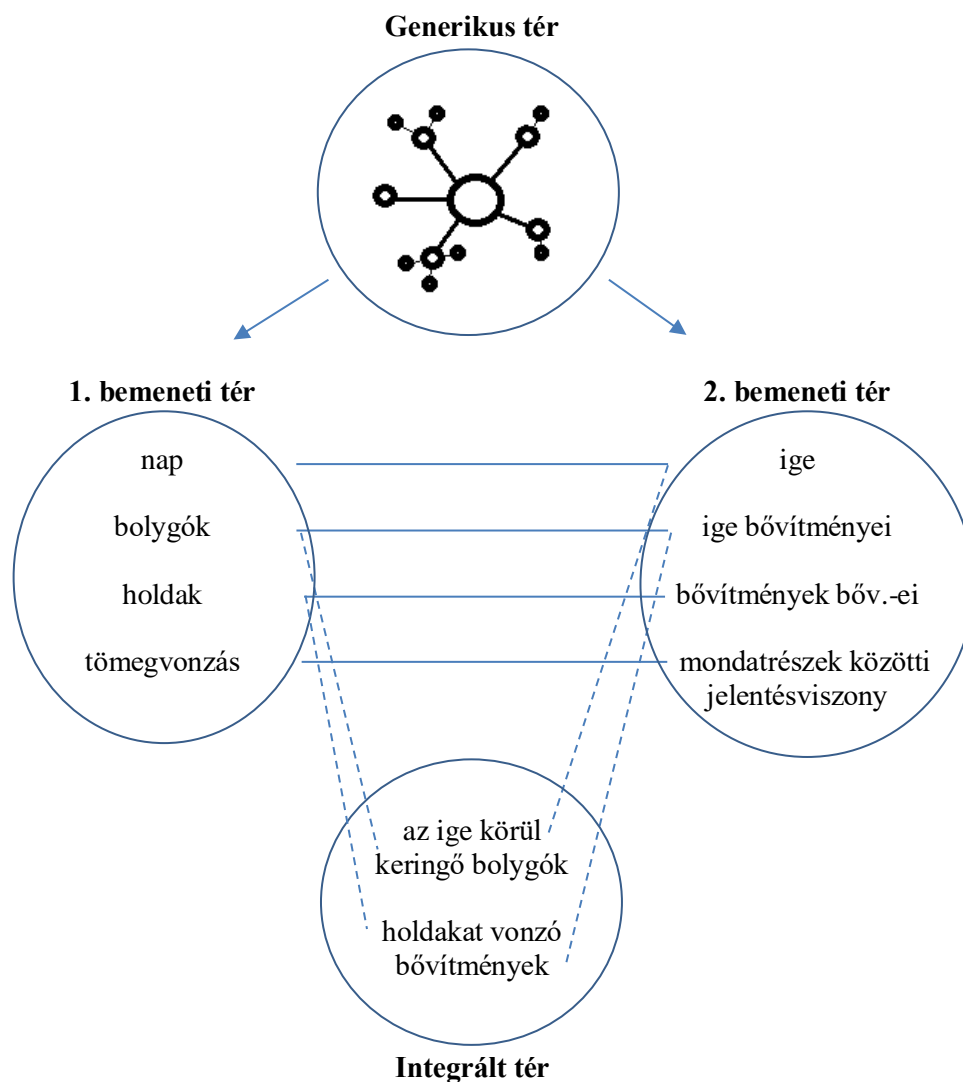 Generikus tér
1. bemeneti tér
2. bemeneti tér
nap
ige
bolygók
ige bővítményei
holdak
bővítmények böv.-ei
tömegvonzás
mondatrészek közötti
jelentésviszony
az ige körül
keringő bolygók
holdakat vonzó
bővítmények
Integrált tér